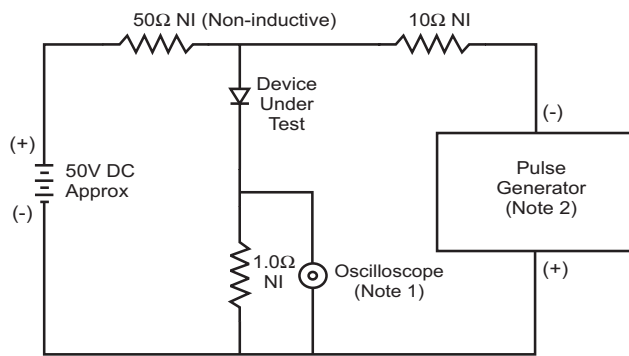 50Ω NI (Non-inductive)
10Ω NI
Device
Under
Test
(+)
50V DC
Approx
(-)
(-)
Pulse
Generator
(Note 2)
(+)
1.0Ω
NI
Oscilloscope
(Note 1)